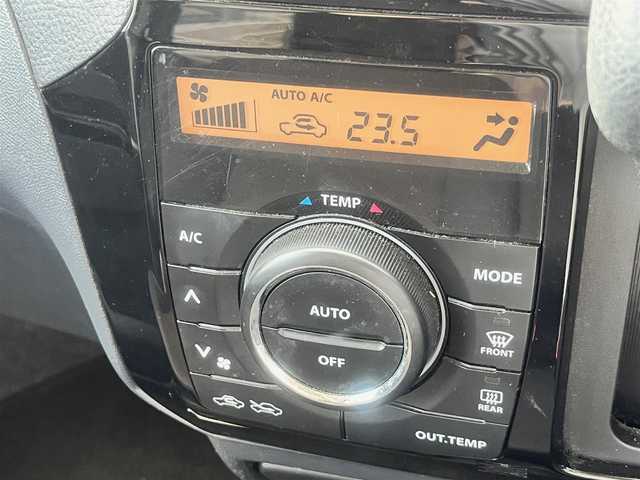 AUTO A/C
23.5
TEMP
A/C
MODE
AUTO
OFF
FRONT
REAR
OUT.TEMP